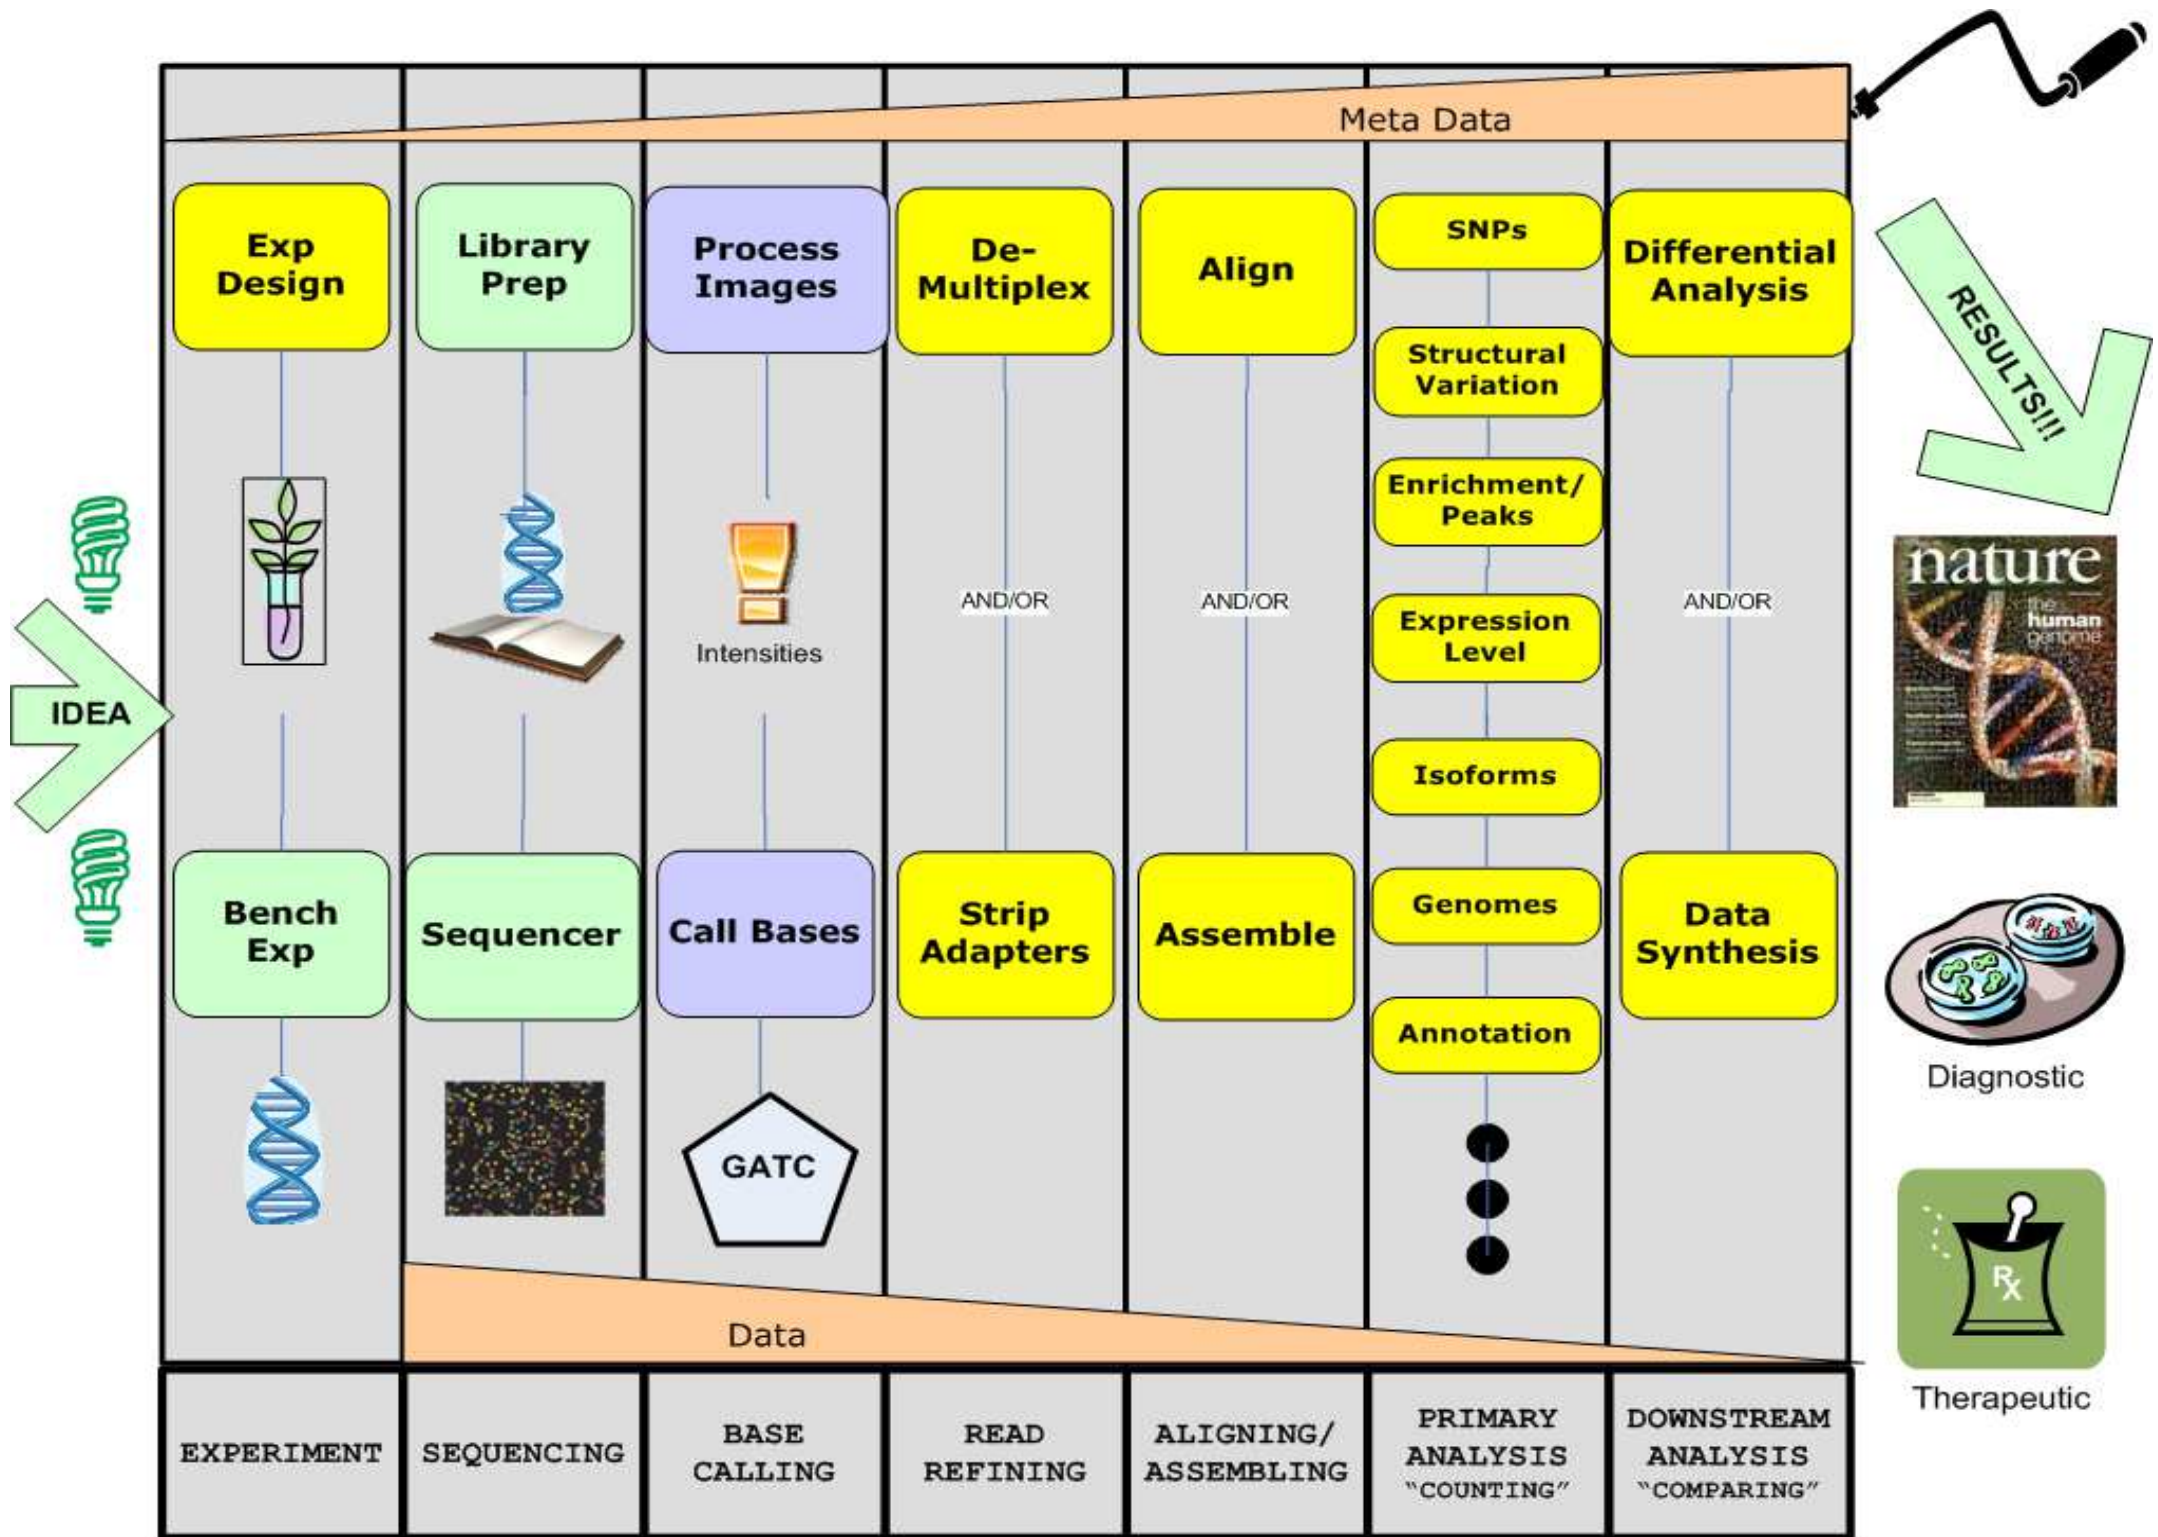 Meta Data
Exp
Design
Library
Prep
Process
Images
De-
Multiplex
Align
SNPs
Structural
Variation
Enrichment/
Peaks
Expression
Level
Isoforms
Genomes
Annotation
Differential
Analysis
IDEA
Intensities
AND/OR
AND/OR
AND/OR
Bench
Exp
Sequencer
Call Bases
Strip
Adapters
Assemble
Data
Synthesis
GATC
Data
EXPERIMENT
SEQUENCING
BASE
CALLING
READ
REFINING
ALIGNING/
ASSEMBLING
PRIMARY
ANALYSIS
"COUNTING"
DOWNSTREAM
ANALYSIS
"COMPARING"
RESULTS!!!
nature
the
human
genome
Diagnostic
Rx
Therapeutic